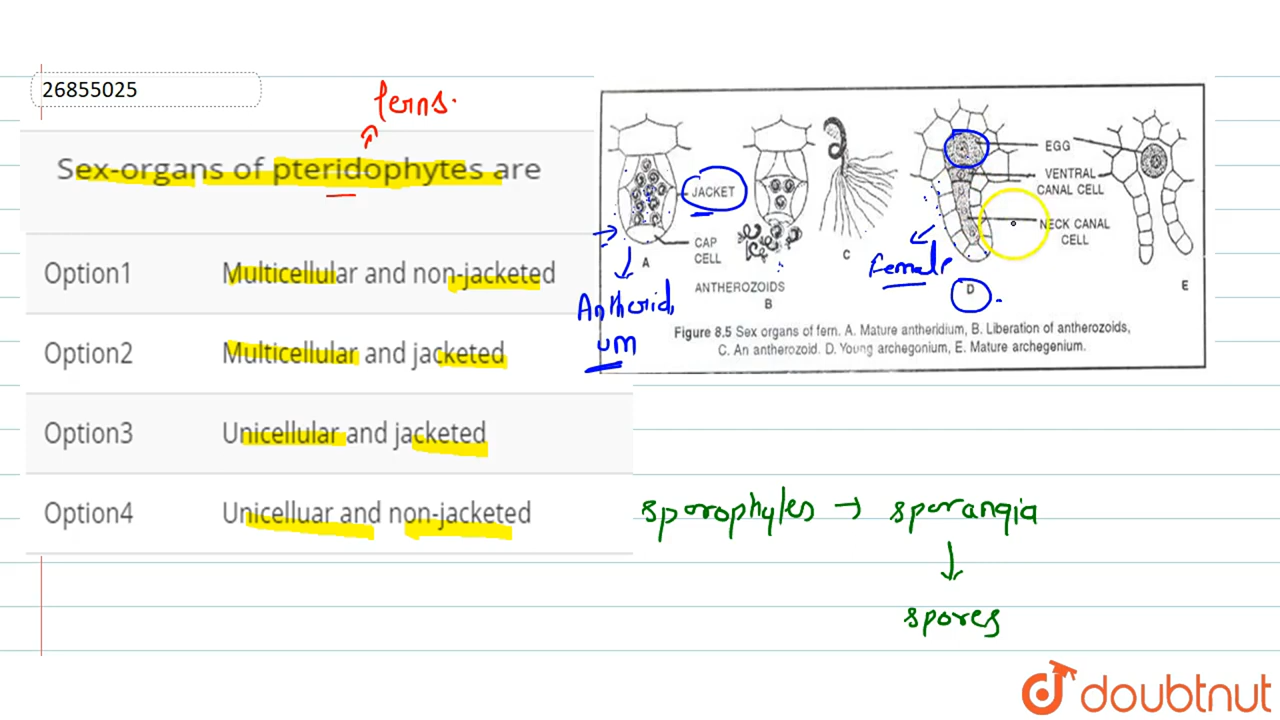 26855025
ferns.
Sex-organs of pteridophytes are
Option1 Multicellular and non-jacketed
Option2 Multicellular and jacketed
Option3 Unicellular and jacketed
Option4 Unicelluar and non-jacketed
JACKET
CAP
CELL
A
ANTHEROZOIDS
B
C
EGG
VENTRAL
CANAL CELL
NECK CANAL
CELL
D
E
Antherid,
um
Female
Figure 8.5 Sex organs of fern. A. Mature antheridium, B. Liberation of antherozoids,
C. An antherozoid. D. Young archegonium, E. Mature archegenium.
sporophyles → sporangia
spores
doubtnut